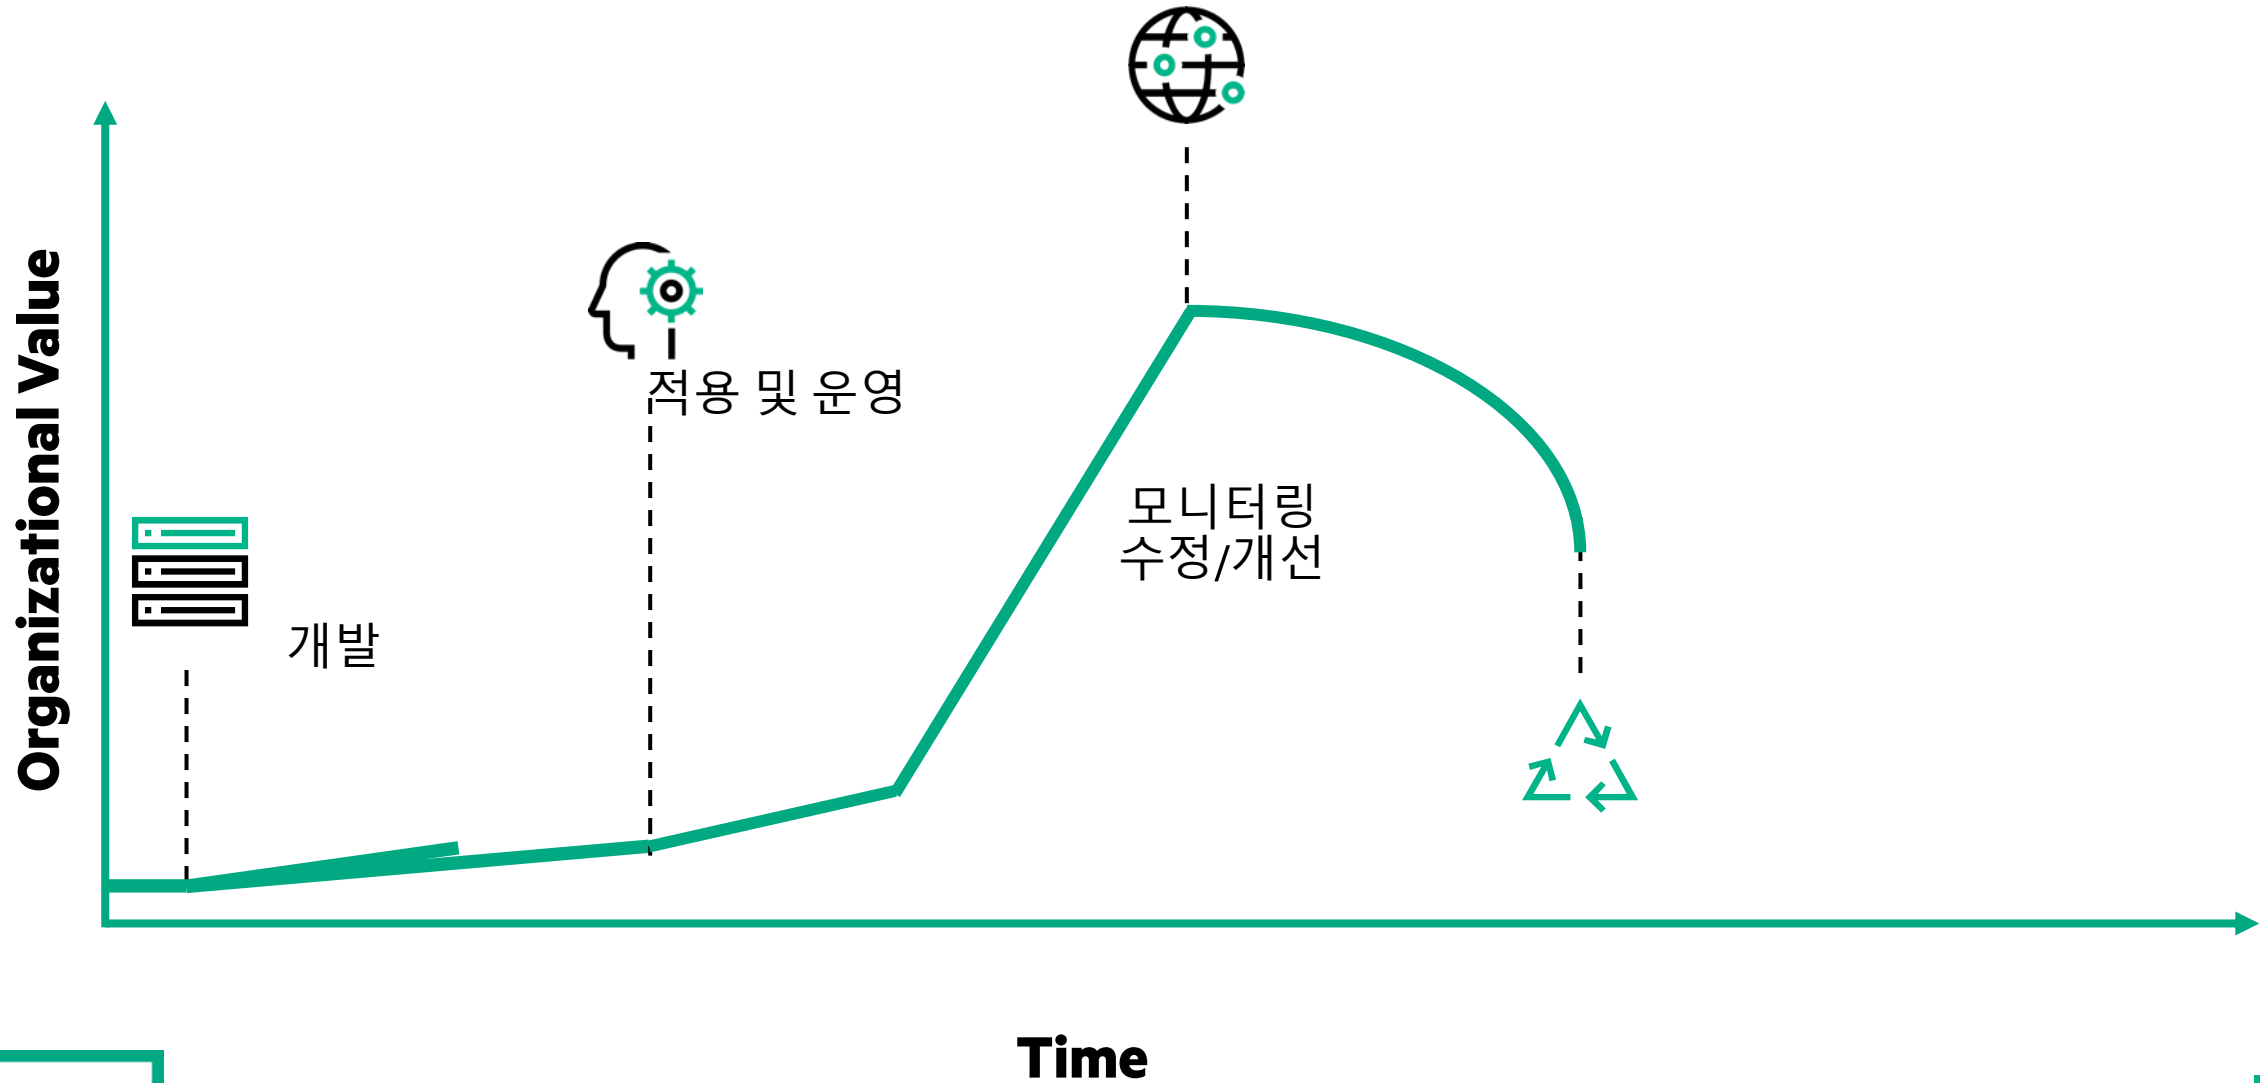 Organizational Value
적용 및 운영
모니터링
수정/개선
개발
Time